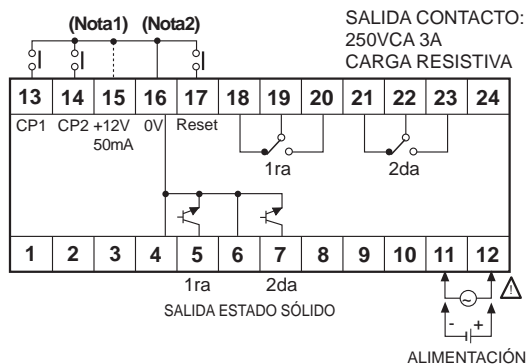 (Nota1) (Nota2)
SALIDA CONTACTO:
250VCA 3A
CARGA RESISTIVA
13 14 15 16 17 18 19 20 21 22 23 24
CP1 CP2 +12V 0V Reset
50mA
1ra 2da
1 2 3 4 5 6 7 8 9 10 11 12
1ra 2da
SALIDA ESTADO SÓLIDO
~
- +
ALIMENTACIÓN